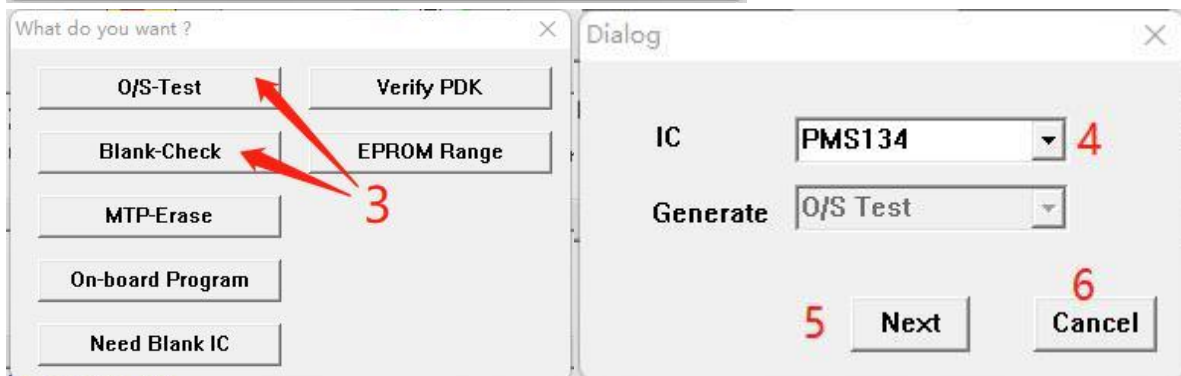 What do you want ?
O/S-Test
Verify PDK
Blank-Check
EPROM Range
3
MTP-Erase
On-board Program
Need Blank IC
Dialog
IC
PMS134
4
Generate
O/S Test
5
Next
6
Cancel